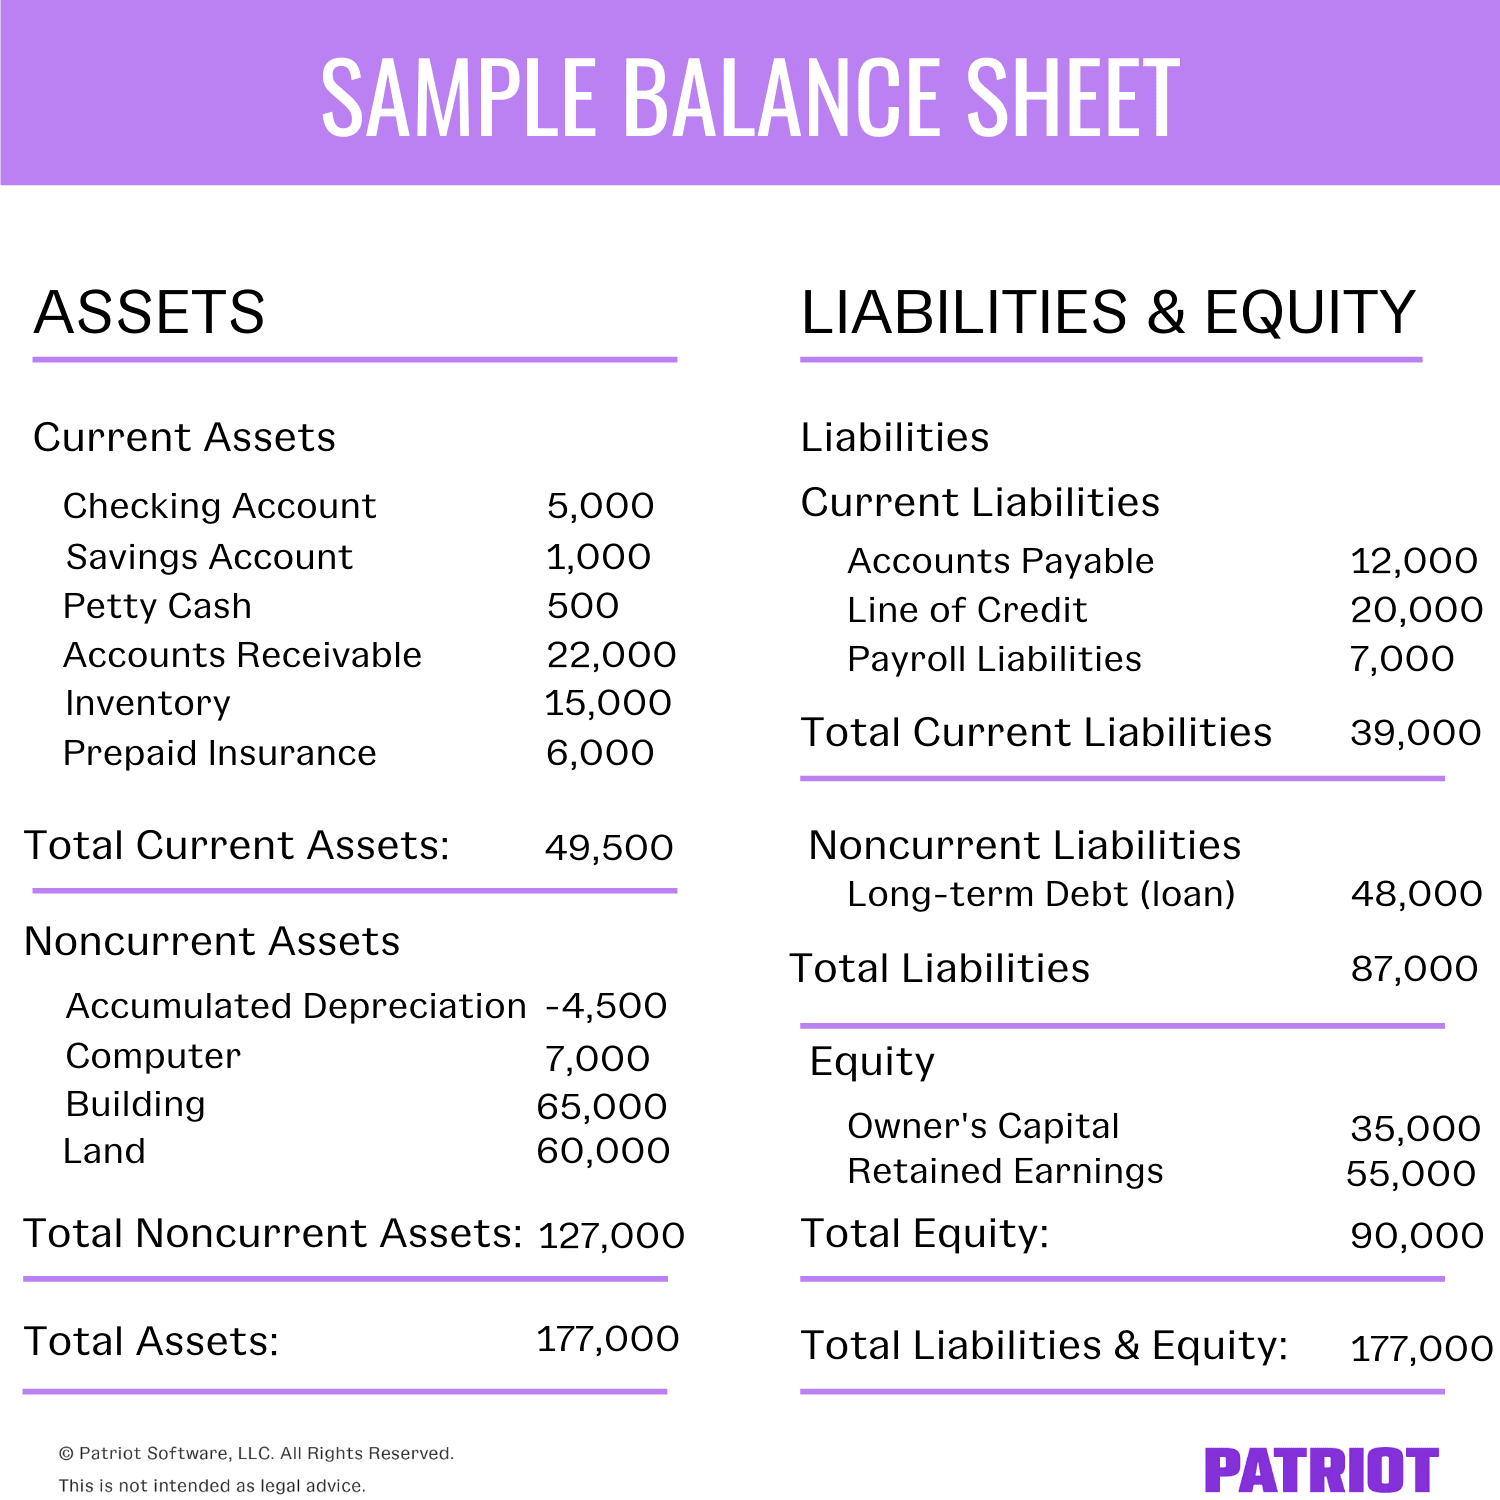 SAMPLE BALANCE SHEET
ASSETS
Current Assets
Checking Account 5,000
Savings Account 1,000
Petty Cash 500
Accounts Receivable 22,000
Inventory 15,000
Prepaid Insurance 6,000
Total Current Assets: 49,500
Noncurrent Assets
Accumulated Depreciation -4,500
Computer 7,000
Building 65,000
Land 60,000
Total Noncurrent Assets: 127,000
Total Assets: 177,000
LIABILITIES & EQUITY
Liabilities
Current Liabilities
Accounts Payable 12,000
Line of Credit 20,000
Payroll Liabilities 7,000
Total Current Liabilities 39,000
Noncurrent Liabilities
Long-term Debt (loan) 48,000
Total Liabilities 87,000
Equity
Owner's Capital 35,000
Retained Earnings 55,000
Total Equity: 90,000
Total Liabilities & Equity: 177,000
© Patriot Software, LLC. All Rights Reserved.
This is not intended as legal advice.
PATRIOT